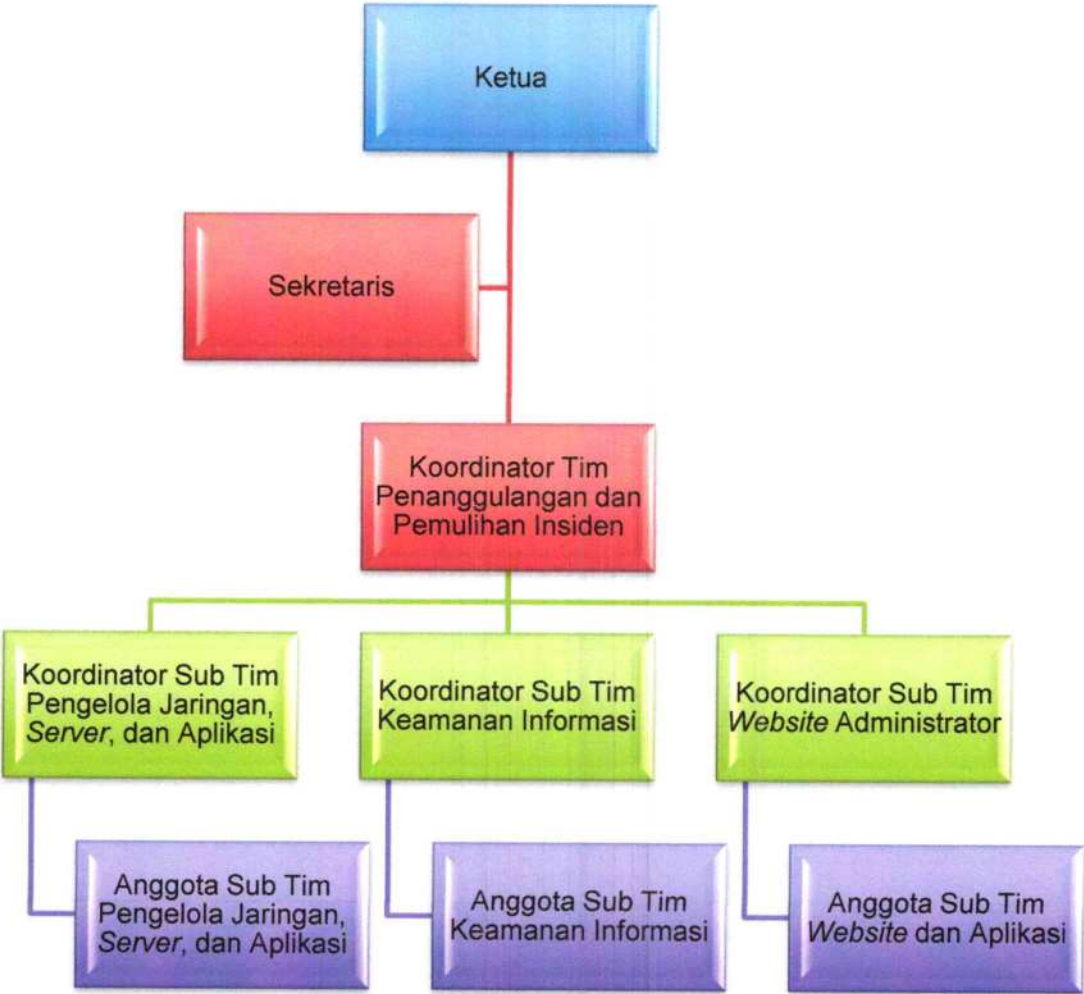 Ketua
Sekretaris
Koordinator Tim
Penanggulangan dan
Pemulihan Insiden
Koordinator Sub Tim
Pengelola Jaringan,
Server, dan Aplikasi
Koordinator Sub Tim
Keamanan Informasi
Koordinator Sub Tim
Website Administrator
Anggota Sub Tim
Pengelola Jaringan,
Server, dan Aplikasi
Anggota Sub Tim
Keamanan Informasi
Anggota Sub Tim
Website dan Aplikasi